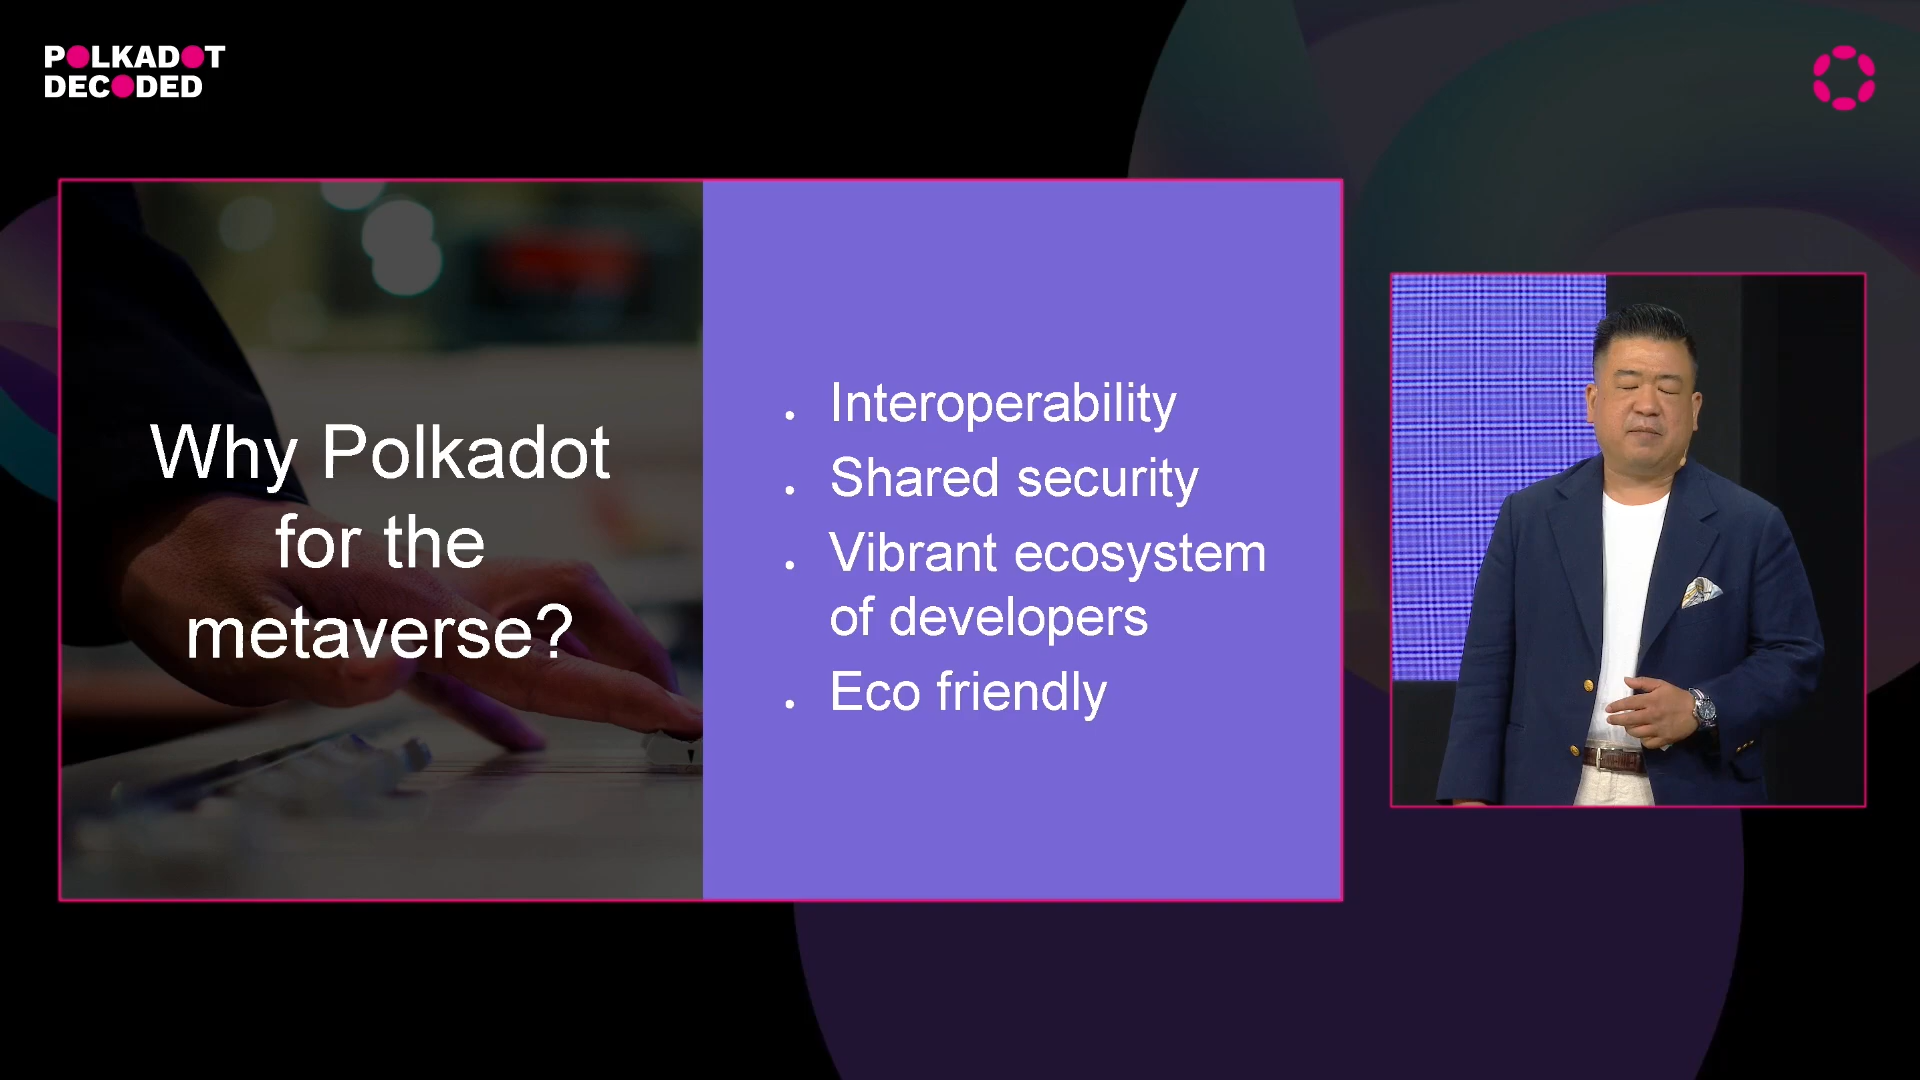 POLKADOT
DECODED
Why Polkadot
for the
metaverse?
. Interoperability
. Shared security
. Vibrant ecosystem
of developers
. Eco friendly